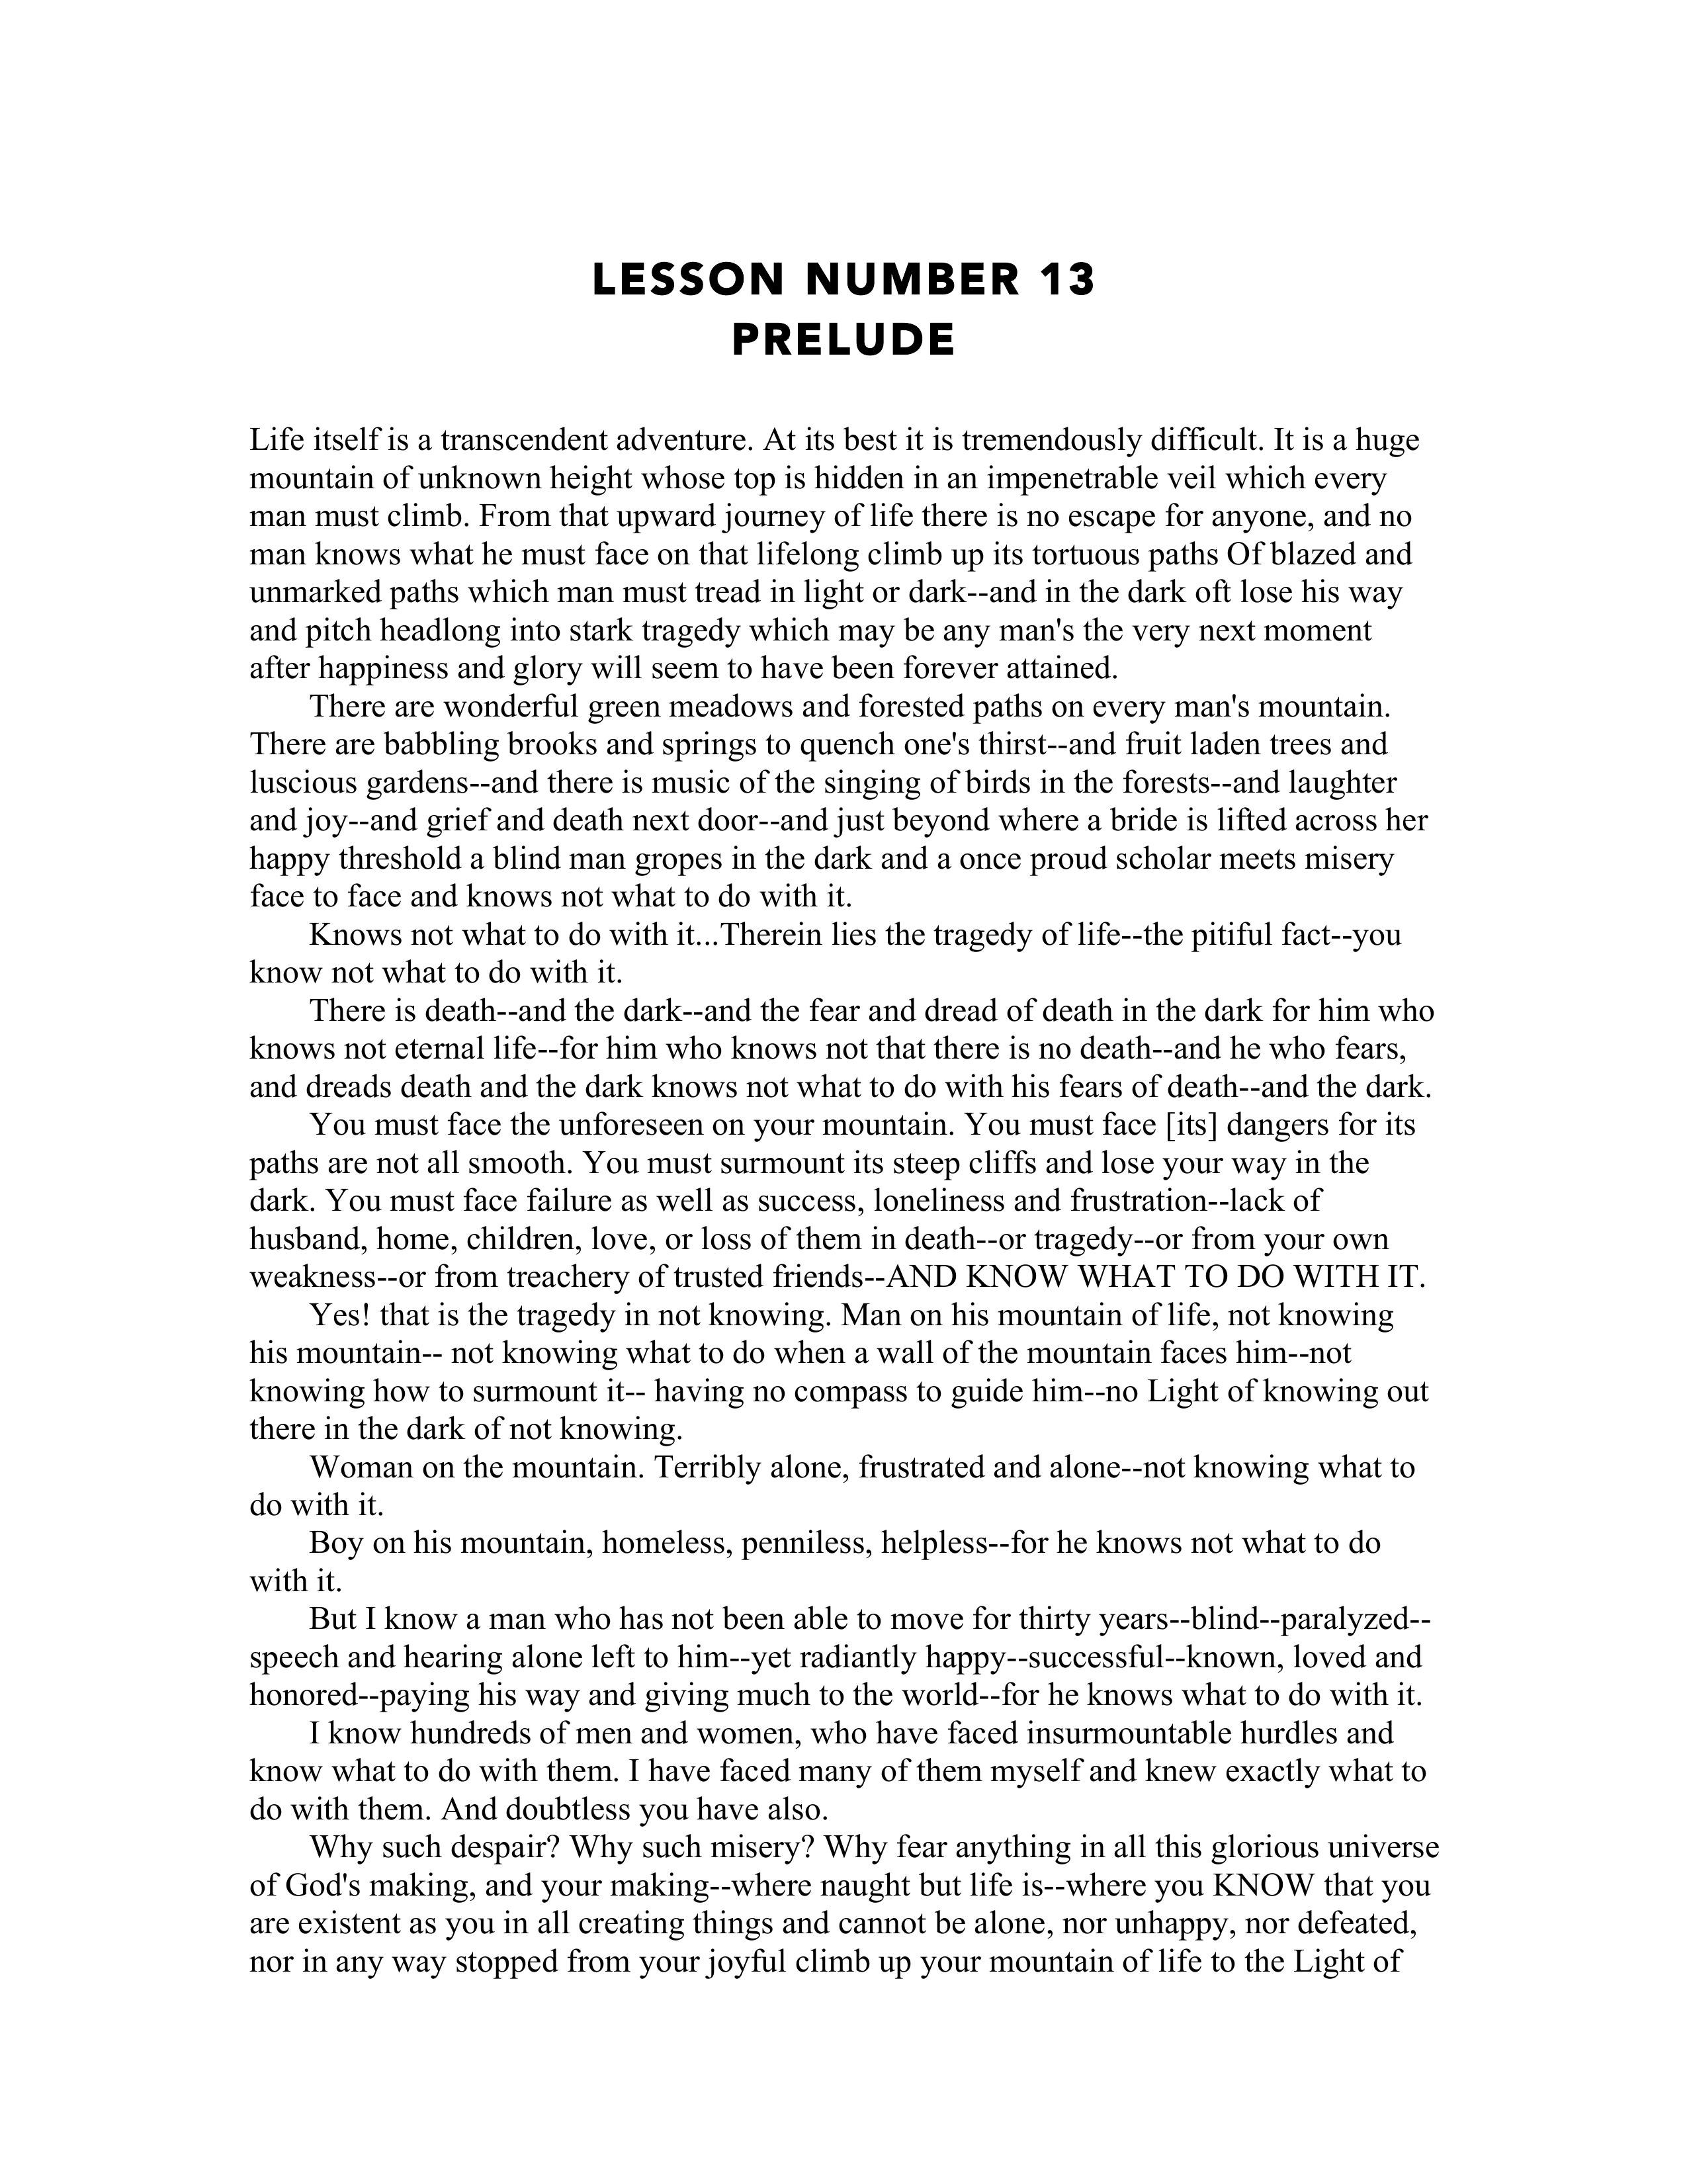 LESSON NUMBER 13
PRELUDE
Life itself is a transcendent adventure. At its best it is tremendously difficult. It is a huge
mountain of unknown height whose top is hidden in an impenetrable veil which every
man must climb. From that upward journey of life there is no escape for anyone, and no
man knows what he must face on that lifelong climb up its tortuous paths Of blazed and
unmarked paths which man must tread in light or dark--and in the dark oft lose his way
and pitch headlong into stark tragedy which may be any man's the very next moment
after happiness and glory will seem to have been forever attained.
There are wonderful green meadows and forested paths on every man's mountain.
There are babbling brooks and springs to quench one's thirst--and fruit laden trees and
luscious gardens--and there is music of the singing of birds in the forests--and laughter
and joy--and grief and death next door--and just beyond where a bride is lifted across her
happy threshold a blind man gropes in the dark and a once proud scholar meets misery
face to face and knows not what to do with it.
Knows not what to do with it...Therein lies the tragedy of life--the pitiful fact--you
know not what to do with it.
There is death--and the dark--and the fear and dread of death in the dark for him who
knows not eternal life--for him who knows not that there is no death--and he who fears,
and dreads death and the dark knows not what to do with his fears of death--and the dark.
You must face the unforeseen on your mountain. You must face [its] dangers for its
paths are not all smooth. You must surmount its steep cliffs and lose your way in the
dark. You must face failure as well as success, loneliness and frustration--lack of
husband, home, children, love, or loss of them in death--or tragedy--or from your own
weakness--or from treachery of trusted friends--AND KNOW WHAT TO DO WITH IT.
Yes! that is the tragedy in not knowing. Man on his mountain of life, not knowing
his mountain-- not knowing what to do when a wall of the mountain faces him--not
knowing how to surmount it-- having no compass to guide him--no Light of knowing out
there in the dark of not knowing.
Woman on the mountain. Terribly alone, frustrated and alone--not knowing what to
do with it.
Boy on his mountain, homeless, penniless, helpless--for he knows not what to do
with it.
But I know a man who has not been able to move for thirty years--blind--paralyzed--
speech and hearing alone left to him--yet radiantly happy--successful--known, loved and
honored--paying his way and giving much to the world--for he knows what to do with it.
I know hundreds of men and women, who have faced insurmountable hurdles and
know what to do with them. I have faced many of them myself and knew exactly what to
do with them. And doubtless you have also.
Why such despair? Why such misery? Why fear anything in all this glorious universe
of God's making, and your making--where naught but life is--where you KNOW that you
are existent as you in all creating things and cannot be alone, nor unhappy, nor defeated,
nor in any way stopped from your joyful climb up your mountain of life to the Light of